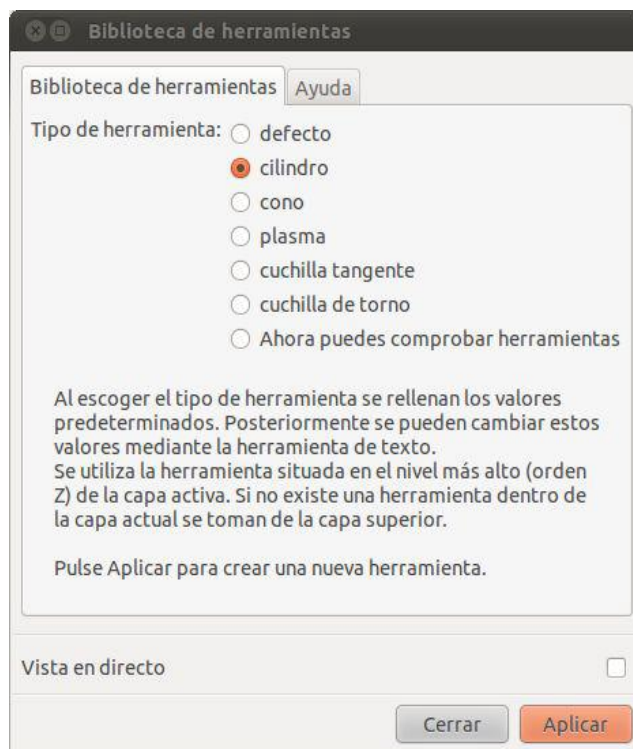 Biblioteca de herramientas
Biblioteca de herramientas Ayuda
Tipo de herramienta: defecto
cilindro
cono
plasma
cuchilla tangente
cuchilla de torno
Ahora puedes comprobar herramientas
Al escoger el tipo de herramienta se rellenan los valores
predeterminados. Posteriormente se pueden cambiar estos
valores mediante la herramienta de texto.
Se utiliza la herramienta situada en el nivel más alto (orden
Z) de la capa activa. Si no existe una herramienta dentro de
la capa actual se toman de la capa superior.
Pulse Aplicar para crear una nueva herramienta.
Vista en directo
Cerrar Aplicar